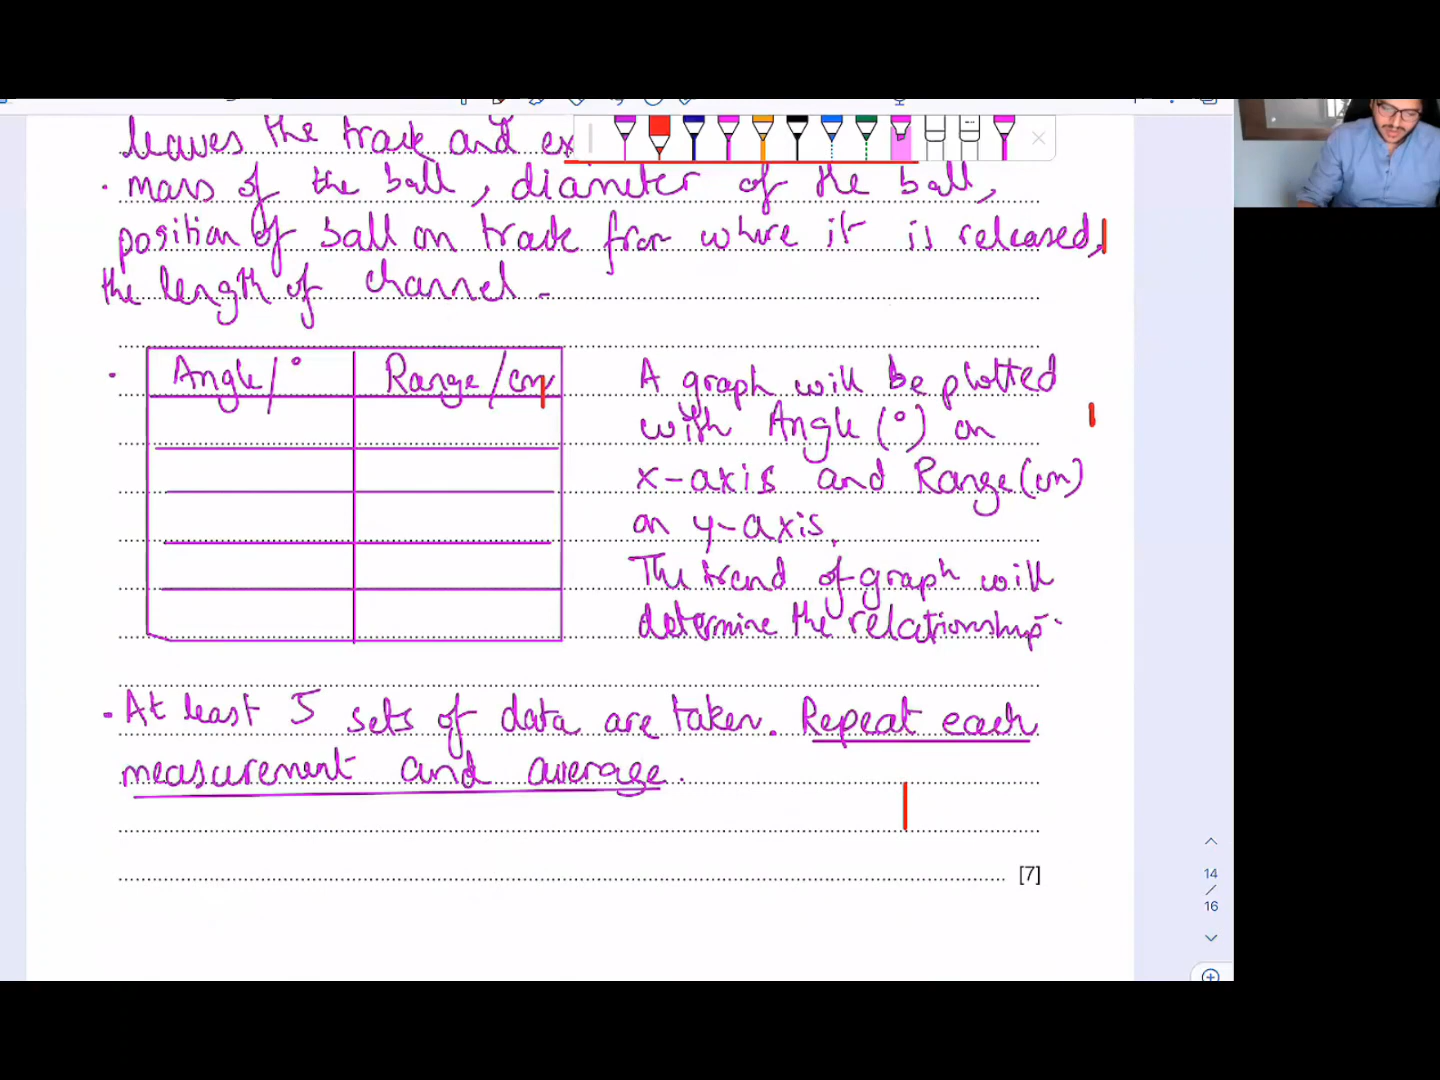 leaves the track and ex
· mass of the ball, diameter of the ball,
position of ball on track from where it is released,
the length of channel.
· Angle/° Range/cm
A graph will be plotted
with Angle (°) on
x-axis and Range (cm)
on y-axis.
The trend of graph will
determine the relationship.
· At least 5 sets of data are taken. Repeat each
measurement and average.
[7]
14
/
16